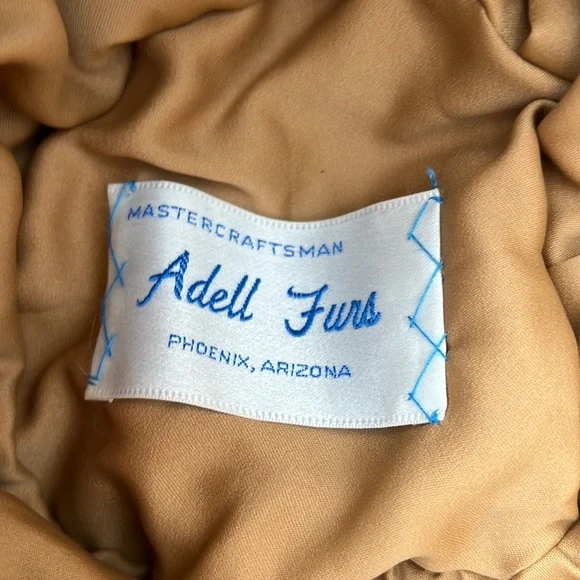 MASTERCRAFTSMAN
Adell Furs
PHOENIX, ARIZONA